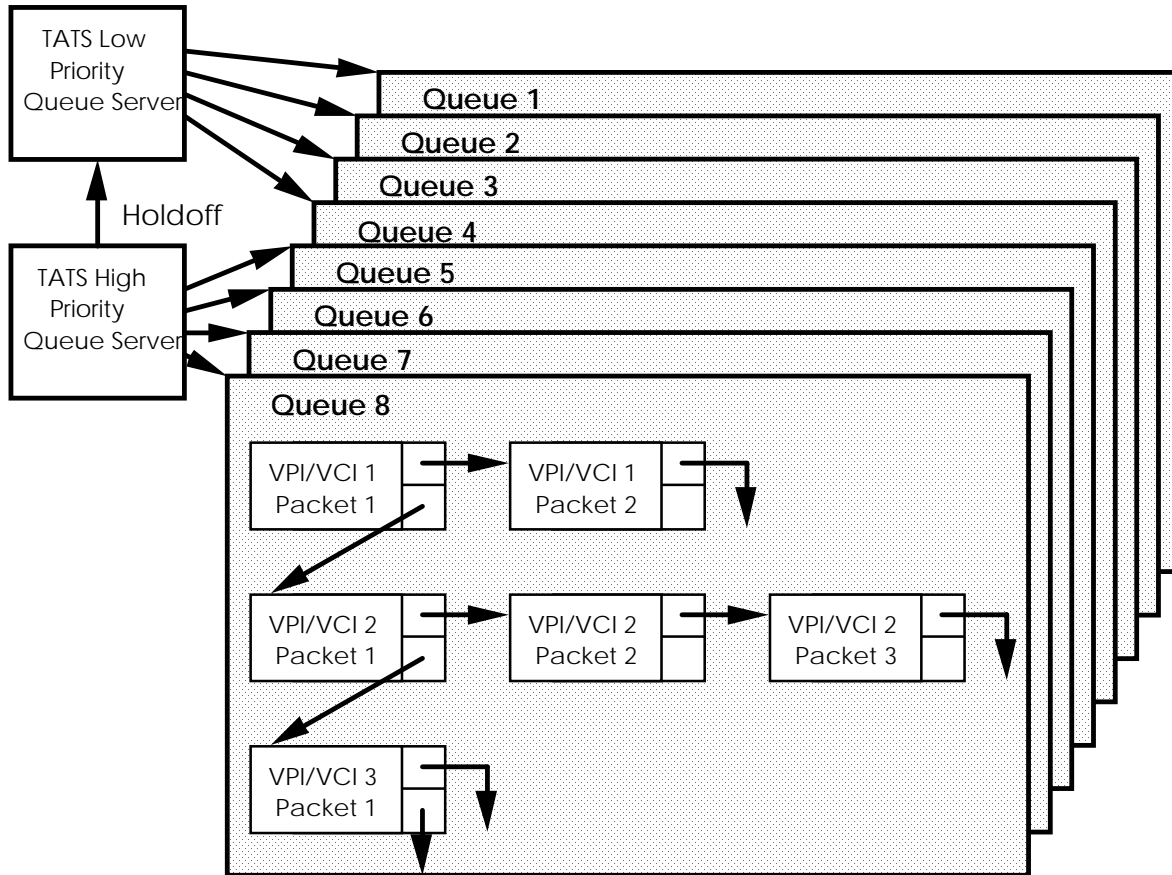 TATS Low
Priority
Queue Server
Queue 1
Queue 2
Queue 3
Holdoff
Queue 4
TATS High
Priority
Queue Server
Queue 5
Queue 6
Queue 7
Queue 8
VPI/VCI 1
Packet 1
VPI/VCI 1
Packet 2
VPI/VCI 2
Packet 1
VPI/VCI 2
Packet 2
VPI/VCI 2
Packet 3
VPI/VCI 3
Packet 1